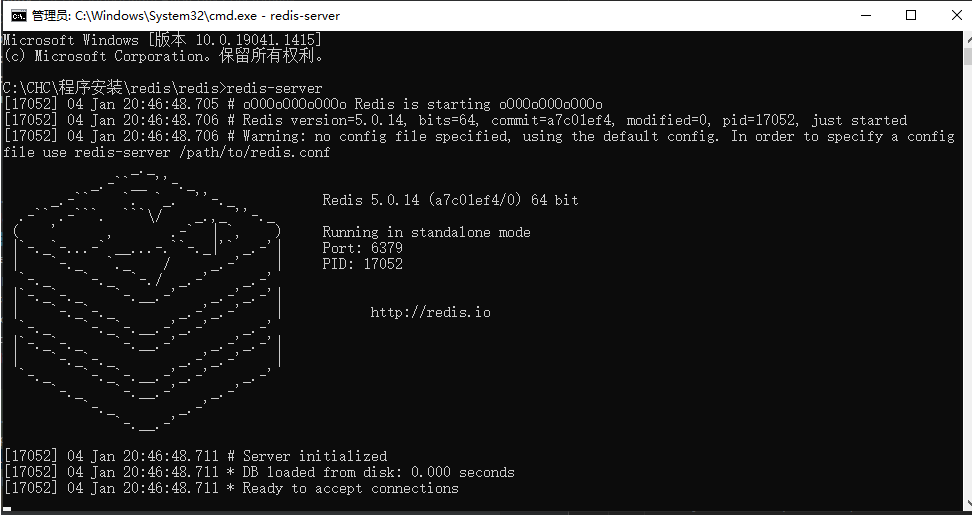 管理员: C:\Windows\System32\cmd.exe - redis-server
Microsoft Windows [版本 10.0.19041.1415]
(c) Microsoft Corporation。保留所有权利。
C:\CHC\程序安装\redis\redis>redis-server
[17052] 04 Jan 20:46:48.705 # oO0OoO0OoO0Oo Redis is starting oO0OoO0OoO0Oo
[17052] 04 Jan 20:46:48.706 # Redis version=5.0.14, bits=64, commit=a7c01ef4, modified=0, pid=17052, just started
[17052] 04 Jan 20:46:48.706 # Warning: no config file specified, using the default config. In order to specify a config
file use redis-server /path/to/redis.conf
Redis 5.0.14 (a7c01ef4/0) 64 bit
Running in standalone mode
Port: 6379
PID: 17052
http://redis.io
[17052] 04 Jan 20:46:48.711 # Server initialized
[17052] 04 Jan 20:46:48.711 * DB loaded from disk: 0.000 seconds
[17052] 04 Jan 20:46:48.711 * Ready to accept connections